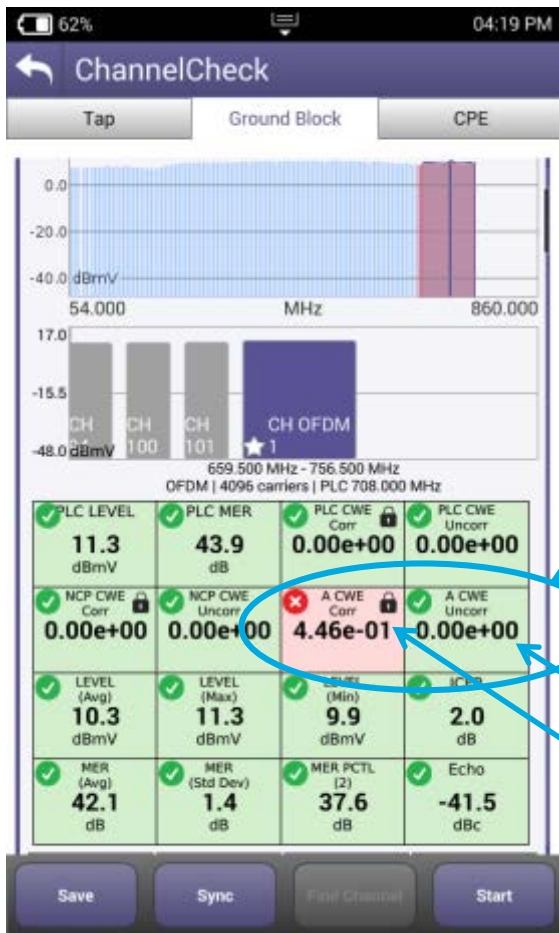 62%
04:19 PM
ChannelCheck
Tap Ground Block CPE
0.0
-20.0
-40.0 dBmV
54.000 MHz 860.000
17.0
-15.5
-48.0 dBmV
CH CH CH CH OFDM
100 101 1
659.500 MHz - 756.500 MHz
OFDM | 4096 carriers | PLC 708.000 MHz
PLC LEVEL
11.3
dBmV
PLC MER
43.9
dB
PLC CWE
Corr
0.00e+00
PLC CWE
Uncorr
0.00e+00
NCP CWE
Corr
0.00e+00
NCP CWE
Uncorr
0.00e+00
A CWE
Corr
4.46e-01
A CWE
Uncorr
0.00e+00
LEVEL
(Avg)
10.3
dBmV
LEVEL
(Max)
11.3
dBmV
LEVEL
(Min)
9.9
dBmV
2.0
dB
MER
(Avg)
42.1
dB
MER
(Std Dev)
1.4
dB
MER PCTL
(2)
37.6
dB
Echo
-41.5
dBc
Save Sync Find Channel Start